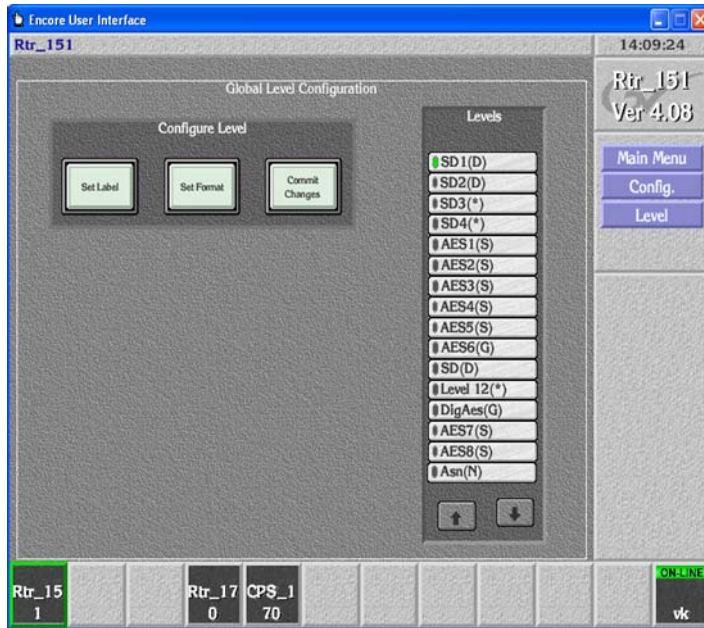 Encore User Interface
Rtr_151
14:09:24
Global Level Configuration
Configure Level
Set Label
Set Format
Commit
Changes
Levels
SD1(D)
SD2(D)
SD3(*)
SD4(*)
AES1(S)
AES2(S)
AES3(S)
AES4(S)
AES5(S)
AES6(G)
SD(D)
Level 12(*)
DigAes(G)
AES7(S)
AES8(S)
Asn(N)
Rtr_151
Ver 4.08
Main Menu
Config.
Level
Rtr_15
1
Rtr_17
0
CPS_1
70
ON-LINE
vk